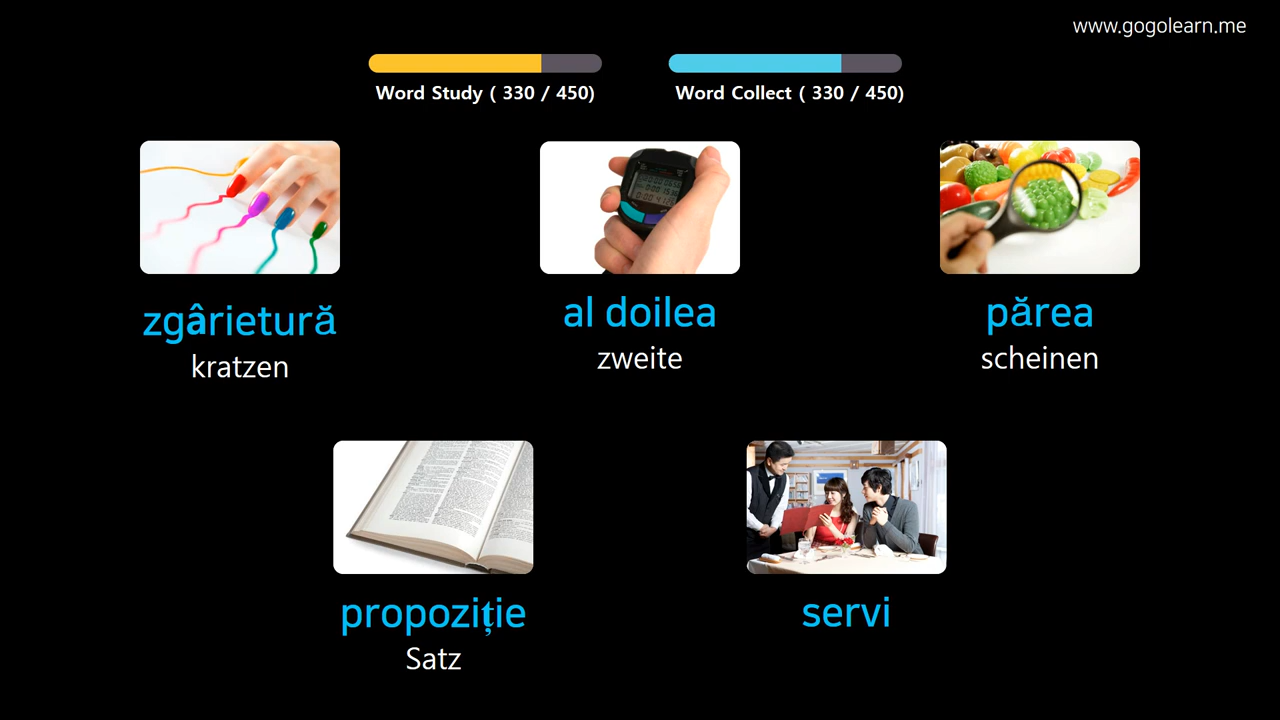 www.gogolearn.me
Word Study ( 330 / 450)
Word Collect ( 330 / 450)
zgârietură
kratzen
al doilea
zweite
părea
scheinen
propoziție
Satz
servi